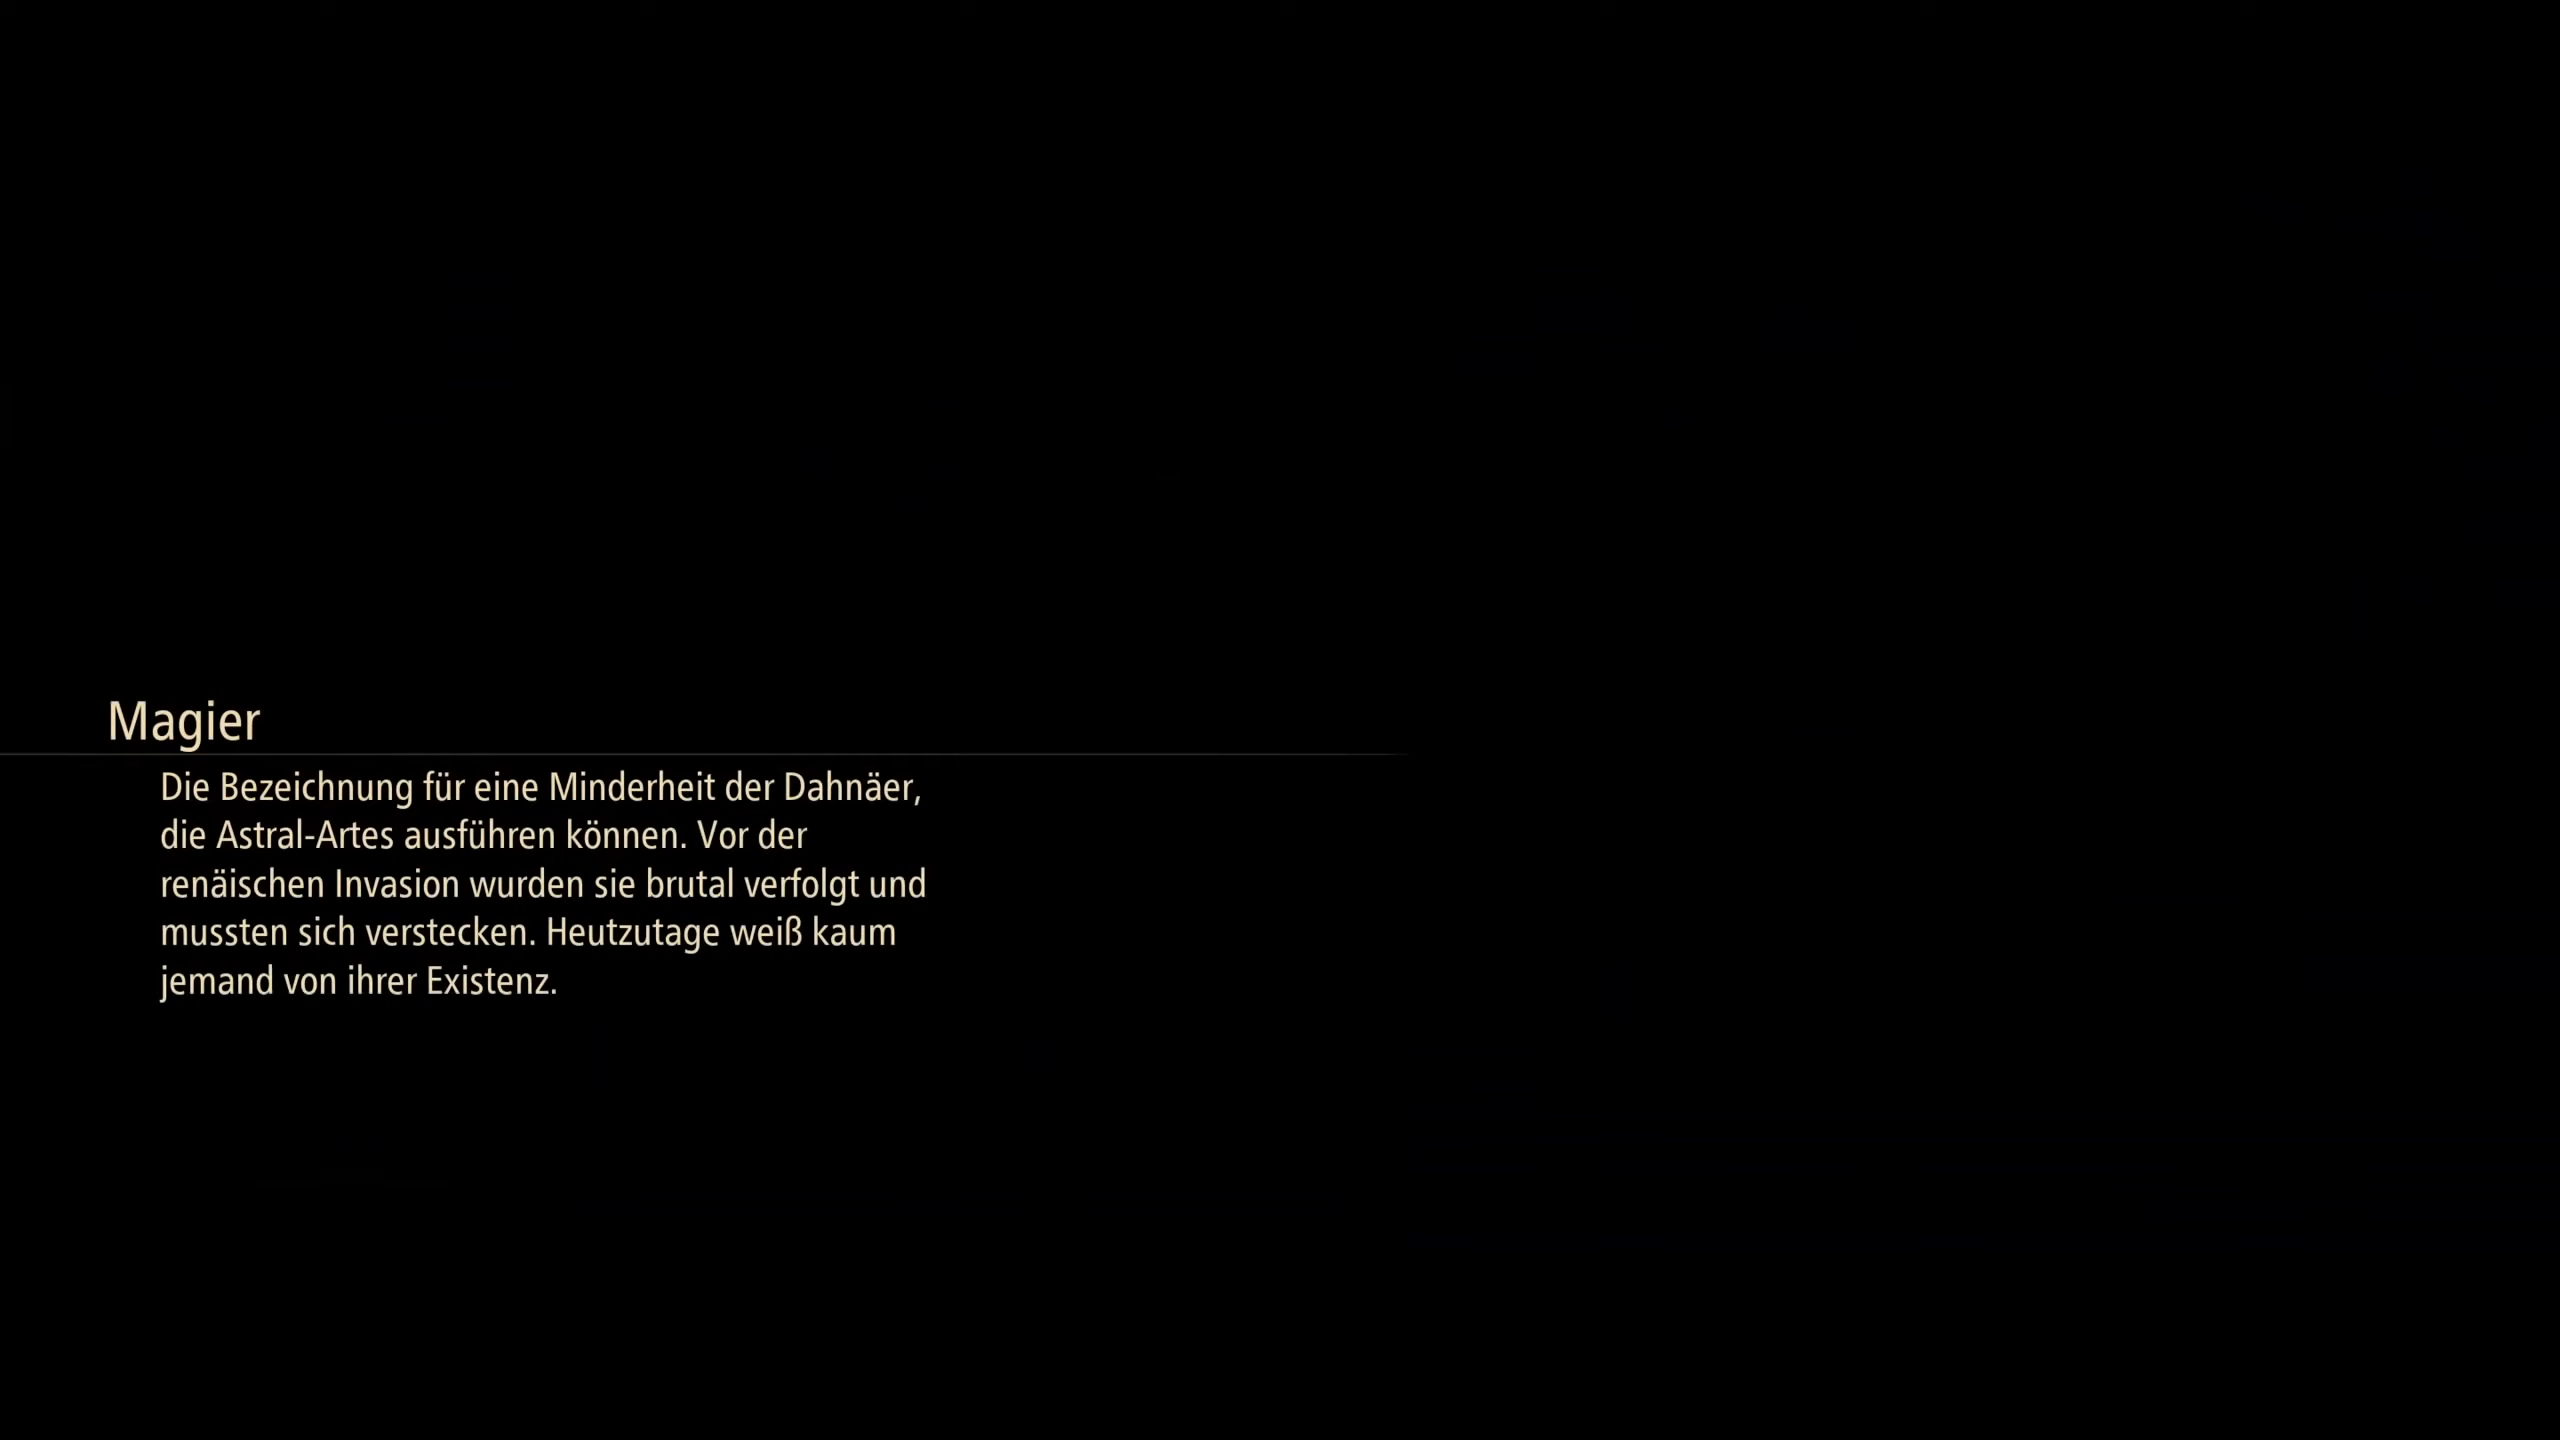 Magier
Die Bezeichnung für eine Minderheit der Dahnäer,
die Astral-Artes ausführen können. Vor der
renäischen Invasion wurden sie brutal verfolgt und
mussten sich verstecken. Heutzutage weiß kaum
jemand von ihrer Existenz.